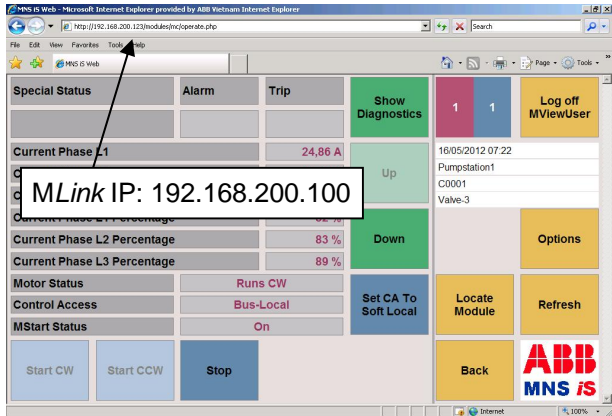 MNS iS Web - Microsoft Internet Explorer provided by ABB Vietnam Internet Explorer
http://192.168.200.123/modules/mc/operate.php
Search
File Edit View Favorites Tools Help
MNS iS Web
Page Tools
Special Status Alarm Trip
Show Diagnostics
1 1
Log off MViewUser
Current Phase L1 24,86 A
Up
16/05/2012 07:22
Pumpstation1
C0001
Valve-3
MLink IP: 192.168.200.100
Current Phase L2 Percentage 83 %
Down
Options
Current Phase L3 Percentage 89 %
Motor Status Runs CW
Control Access Bus-Local
MStart Status On
Set CA To Soft Local
Locate Module
Refresh
Start CW Start CCW Stop
Back
ABB
MNS iS
Internet 100%